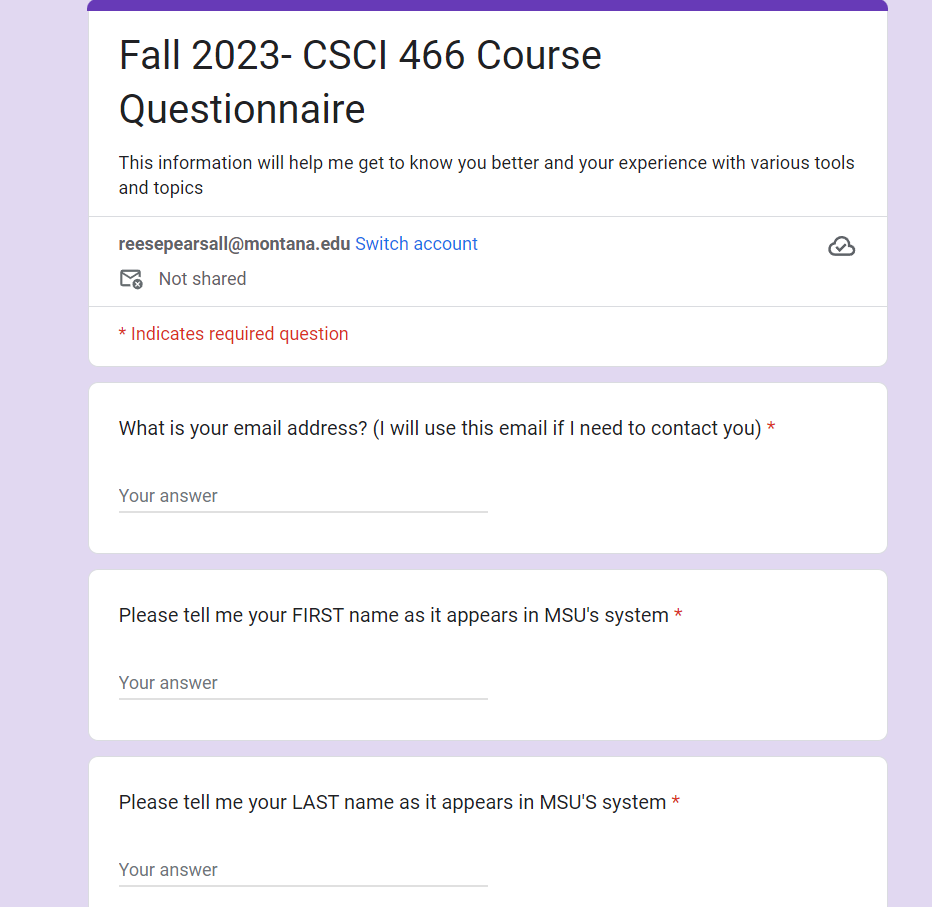 Fall 2023- CSCI 466 Course
Questionnaire
This information will help me get to know you better and your experience with various tools
and topics
reesepearsall@montana.edu Switch account
Not shared
* Indicates required question
What is your email address? (I will use this email if I need to contact you) *
Your answer
Please tell me your FIRST name as it appears in MSU's system *
Your answer
Please tell me your LAST name as it appears in MSU'S system *
Your answer